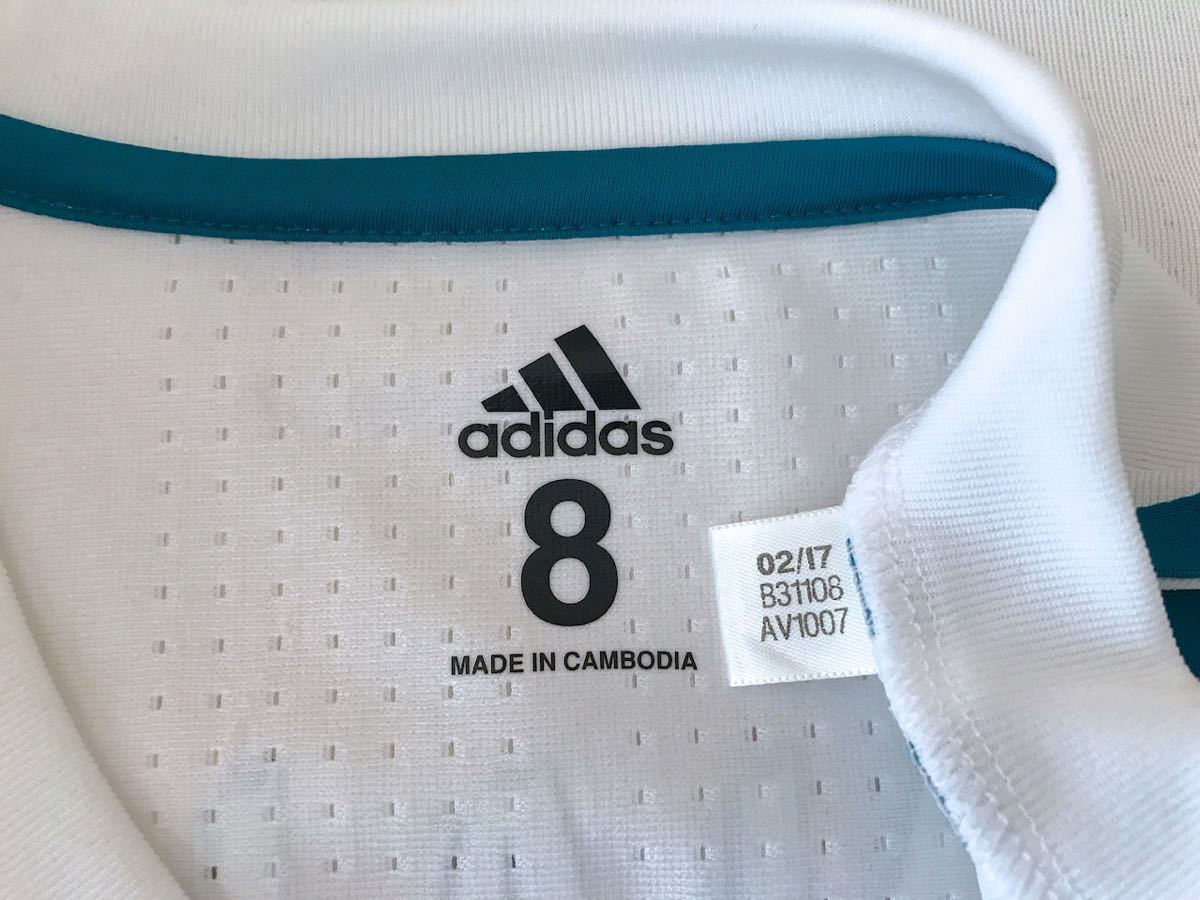 adidas
8
MADE IN CAMBODIA
02/17
B31108
AV1007